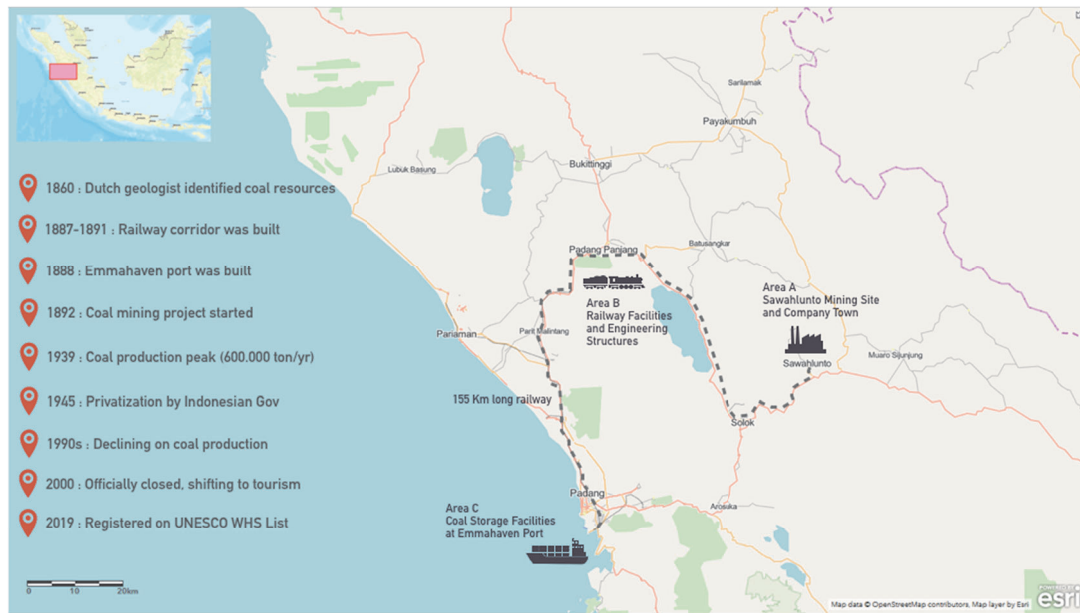 1860 : Dutch geologist identified coal resources
1887-1891 : Railway corridor was built
1888 : Emmahaven port was built
1892 : Coal mining project started
1939 : Coal production peak (600.000 ton/yr)
1945 : Privatization by Indonesian Gov
1990s : Declining on coal production
2000 : Officially closed, shifting to tourism
2019 : Registered on UNESCO WHS List
0 10 20km
Sarilamak
Payakumbuh
Lubuk Basung
Bukittinggi
Padang Panjang
Batusangkar
Area A
Sawahlunto Mining Site
and Company Town
Area B
Railway Facilities
and Engineering
Structures
Pariaman
Parit Malintang
Sawahlunto
Muaro Sijunjung
155 Km long railway
Solok
Padang
Arosuka
Area C
Coal Storage Facilities
at Emmahaven Port
Map data © OpenStreetMap contributors, Map layer by Esri
POWERED BY
esri